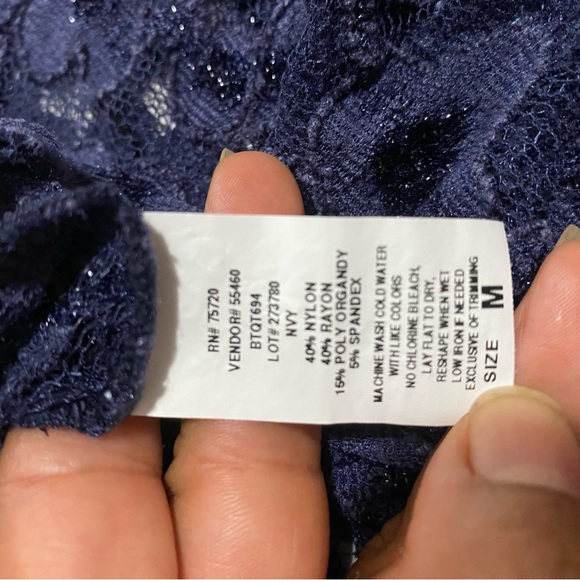 RN# 75720
VENDOR# 55460
BTQT694
LOT# 273780
NVY
40% NYLON
40% RAYON
15% POLY ORGANDY
5% SPANDEX
MACHINE WASH COLD WATER
WITH LIKE COLORS
NO CHLORINE BLEACH,
LAY FLAT TO DRY,
RESHAPE WHEN WET
LOW IRON IF NEEDED
EXCLUSIVE OF TRIMMING
SIZE M